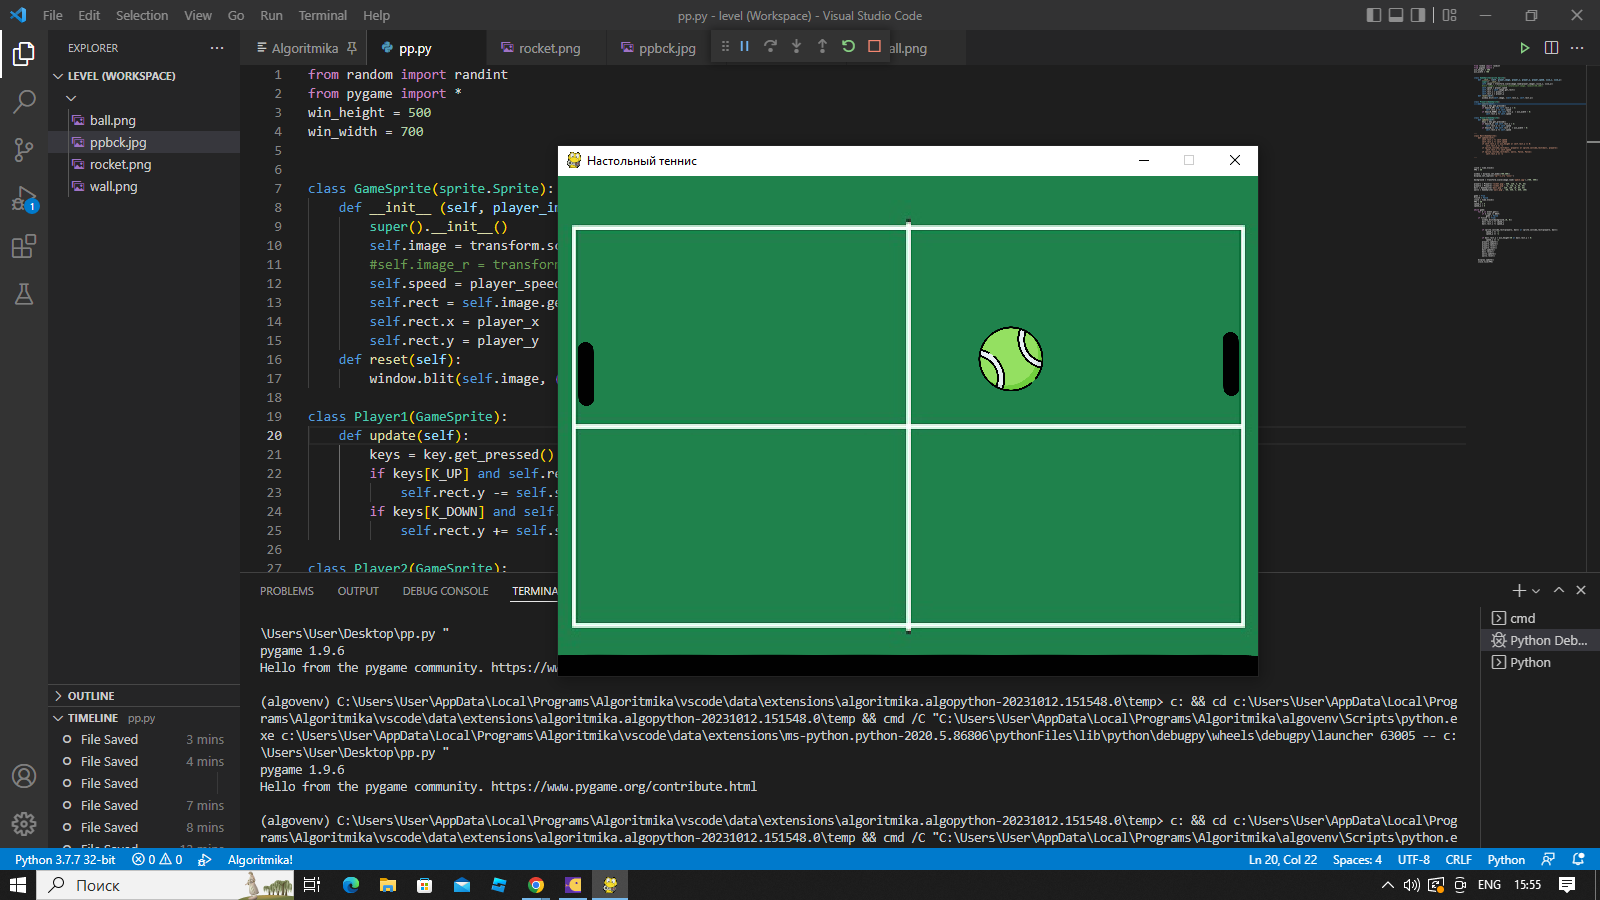 File Edit Selection View Go Run Terminal Help
pp.py - level (Workspace) - Visual Studio Code
EXPLORER
LEVEL (WORKSPACE)
ball.png
ppbck.jpg
rocket.png
wall.png
OUTLINE
TIMELINE pp.py
File Saved 3 mins
File Saved 4 mins
File Saved
File Saved 7 mins
File Saved 8 mins
1
Algoritmika pp.py rocket.png ppbck.jpg all.png
1 from random import randint
2 from pygame import *
3 win_height = 500
4 win_width = 700
5
6
7 class GameSprite(sprite.Sprite):
8 def __init__ (self, player_i
9 super().__init__()
10 self.image = transform.s
11 #self.image_r = transfor
12 self.speed = player_spee
13 self.rect = self.image.g
14 self.rect.x = player_x
15 self.rect.y = player_y
16 def reset(self):
17 window.blit(self.image,
18
19 class Player1(GameSprite):
20 def update(self):
21 keys = key.get_pressed()
22 if keys[K_UP] and self.r
23 self.rect.y -= self.s
24 if keys[K_DOWN] and self.
25 self.rect.y += self.s
26
27 class Player2(GameSprite):
Настольный теннис
PROBLEMS OUTPUT DEBUG CONSOLE TERMINA
\Users\User\Desktop\pp.py "
pygame 1.9.6
Hello from the pygame community. https://w
(algovenv) C:\Users\User\AppData\Local\Programs\Algoritmika\vscode\data\extensions\algoritmika.algopython-20231012.151548.0\temp> c: && cd c:\Users\User\AppData\Local\Prog
rams\Algoritmika\vscode\data\extensions\algoritmika.algopython-20231012.151548.0\temp && cmd /C "C:\Users\User\AppData\Local\Programs\Algoritmika\algovenv\Scripts\python.e
xe c:\Users\User\AppData\Local\Programs\Algoritmika\vscode\data\extensions\ms-python.python-2020.5.86806\pythonFiles\lib\python\debugpy\wheels\debugpy\launcher 63005 -- c:
\Users\User\Desktop\pp.py "
pygame 1.9.6
Hello from the pygame community. https://www.pygame.org/contribute.html
(algovenv) C:\Users\User\AppData\Local\Programs\Algoritmika\vscode\data\extensions\algoritmika.algopython-20231012.151548.0\temp> c: && cd c:\Users\User\AppData\Local\Prog
rams\Algoritmika\vscode\data\extensions\algoritmika.algopython-20231012.151548.0\temp && cmd /C "C:\Users\User\AppData\Local\Programs\Algoritmika\algovenv\Scripts\python.e
cmd
Python Deb...
Python
Python 3.7.7 32-bit 0 0 Algoritmika!
Ln 20, Col 22 Spaces: 4 UTF-8 CRLF Python
Поиск
ENG 15:55